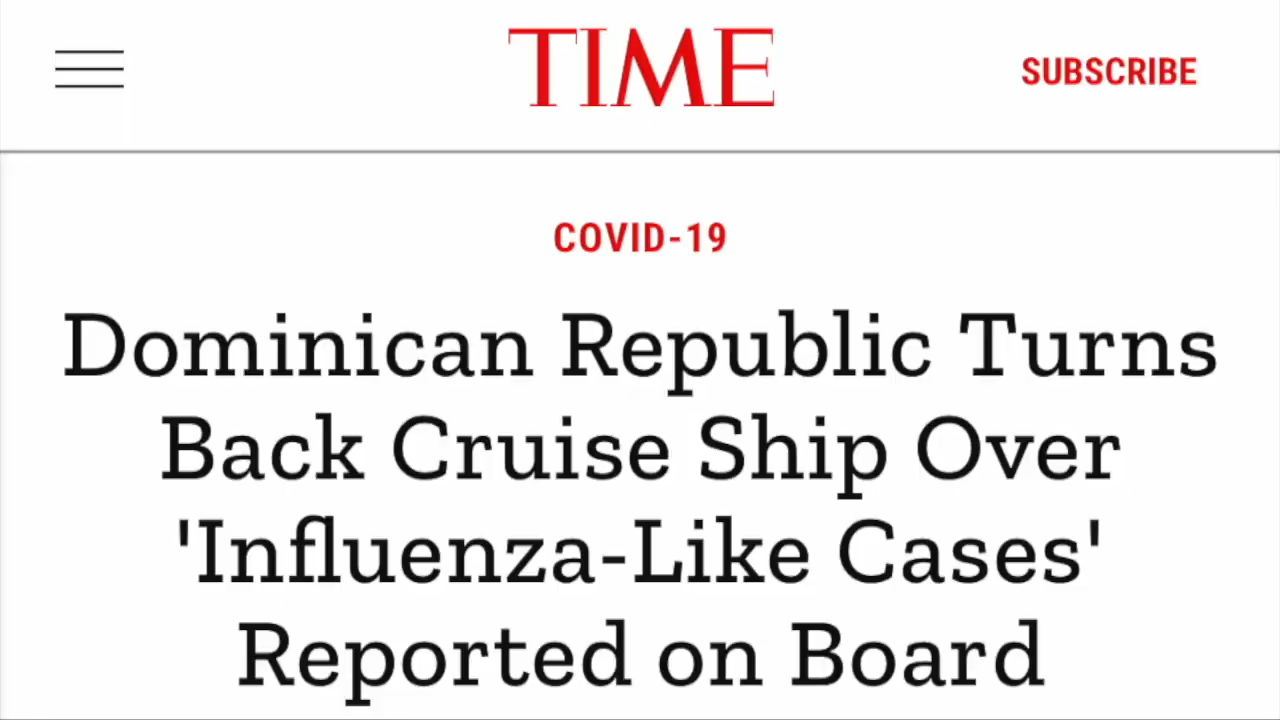 TIME
SUBSCRIBE
COVID-19
Dominican Republic Turns
Back Cruise Ship Over
'Influenza-Like Cases'
Reported on Board